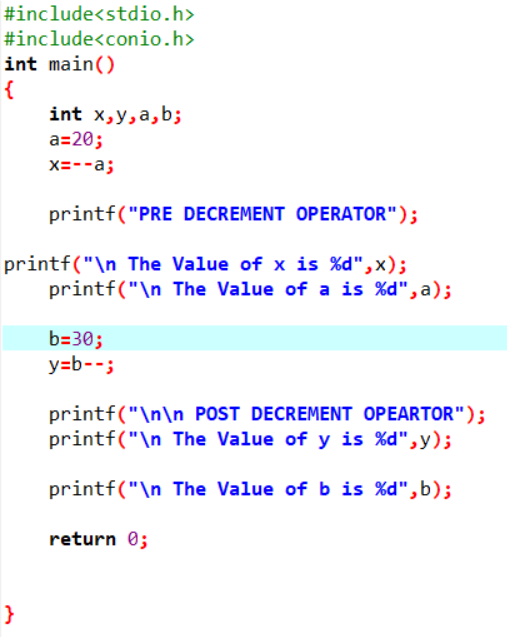 #include<stdio.h>
#include<conio.h>
int main()
{
int x,y,a,b;
a=20;
x=--a;
printf("PRE DECREMENT OPERATOR");
printf("\n The Value of x is %d",x);
printf("\n The Value of a is %d",a);
b=30;
y=b--;
printf("\n\n POST DECREMENT OPEARTOR");
printf("\n The Value of y is %d",y);
printf("\n The Value of b is %d",b);
return 0;
}